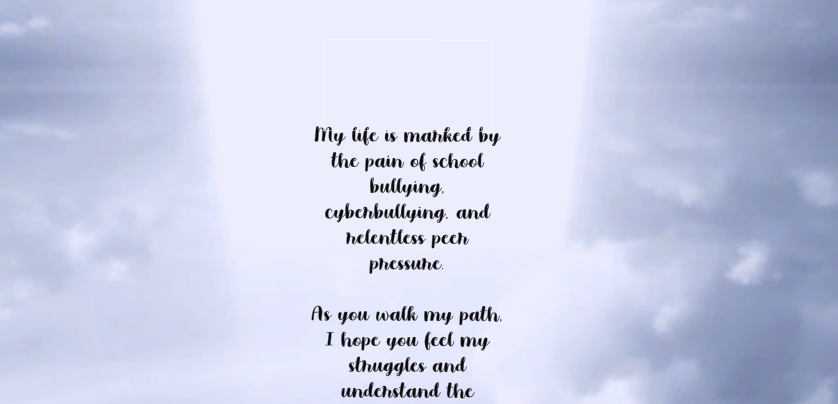 My life is marked by
the pain of school
bullying,
cyberbullying, and
relentless peer
pressure.
As you walk my path,
I hope you feel my
struggles and
understand the